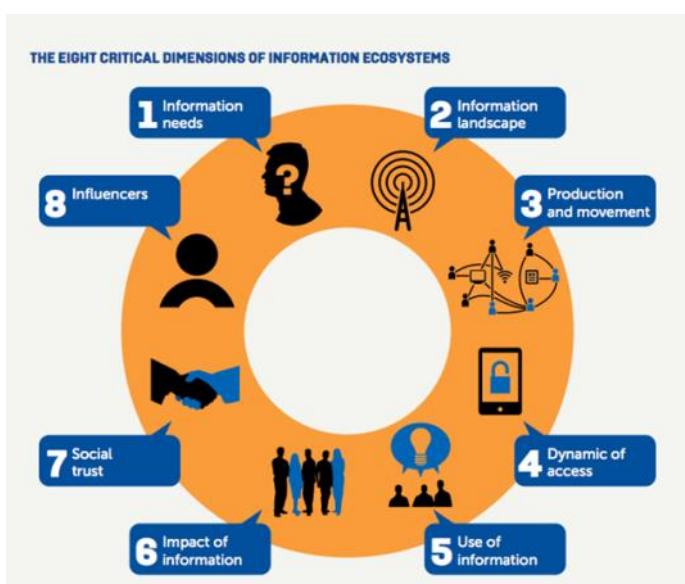 THE EIGHT CRITICAL DIMENSIONS OF INFORMATION ECOSYSTEMS
1 Information
needs
2 Information
landscape
3 Production
and movement
4 Dynamic of
access
5 Use of
information
6 Impact of
information
7 Social
trust
8 Influencers
?